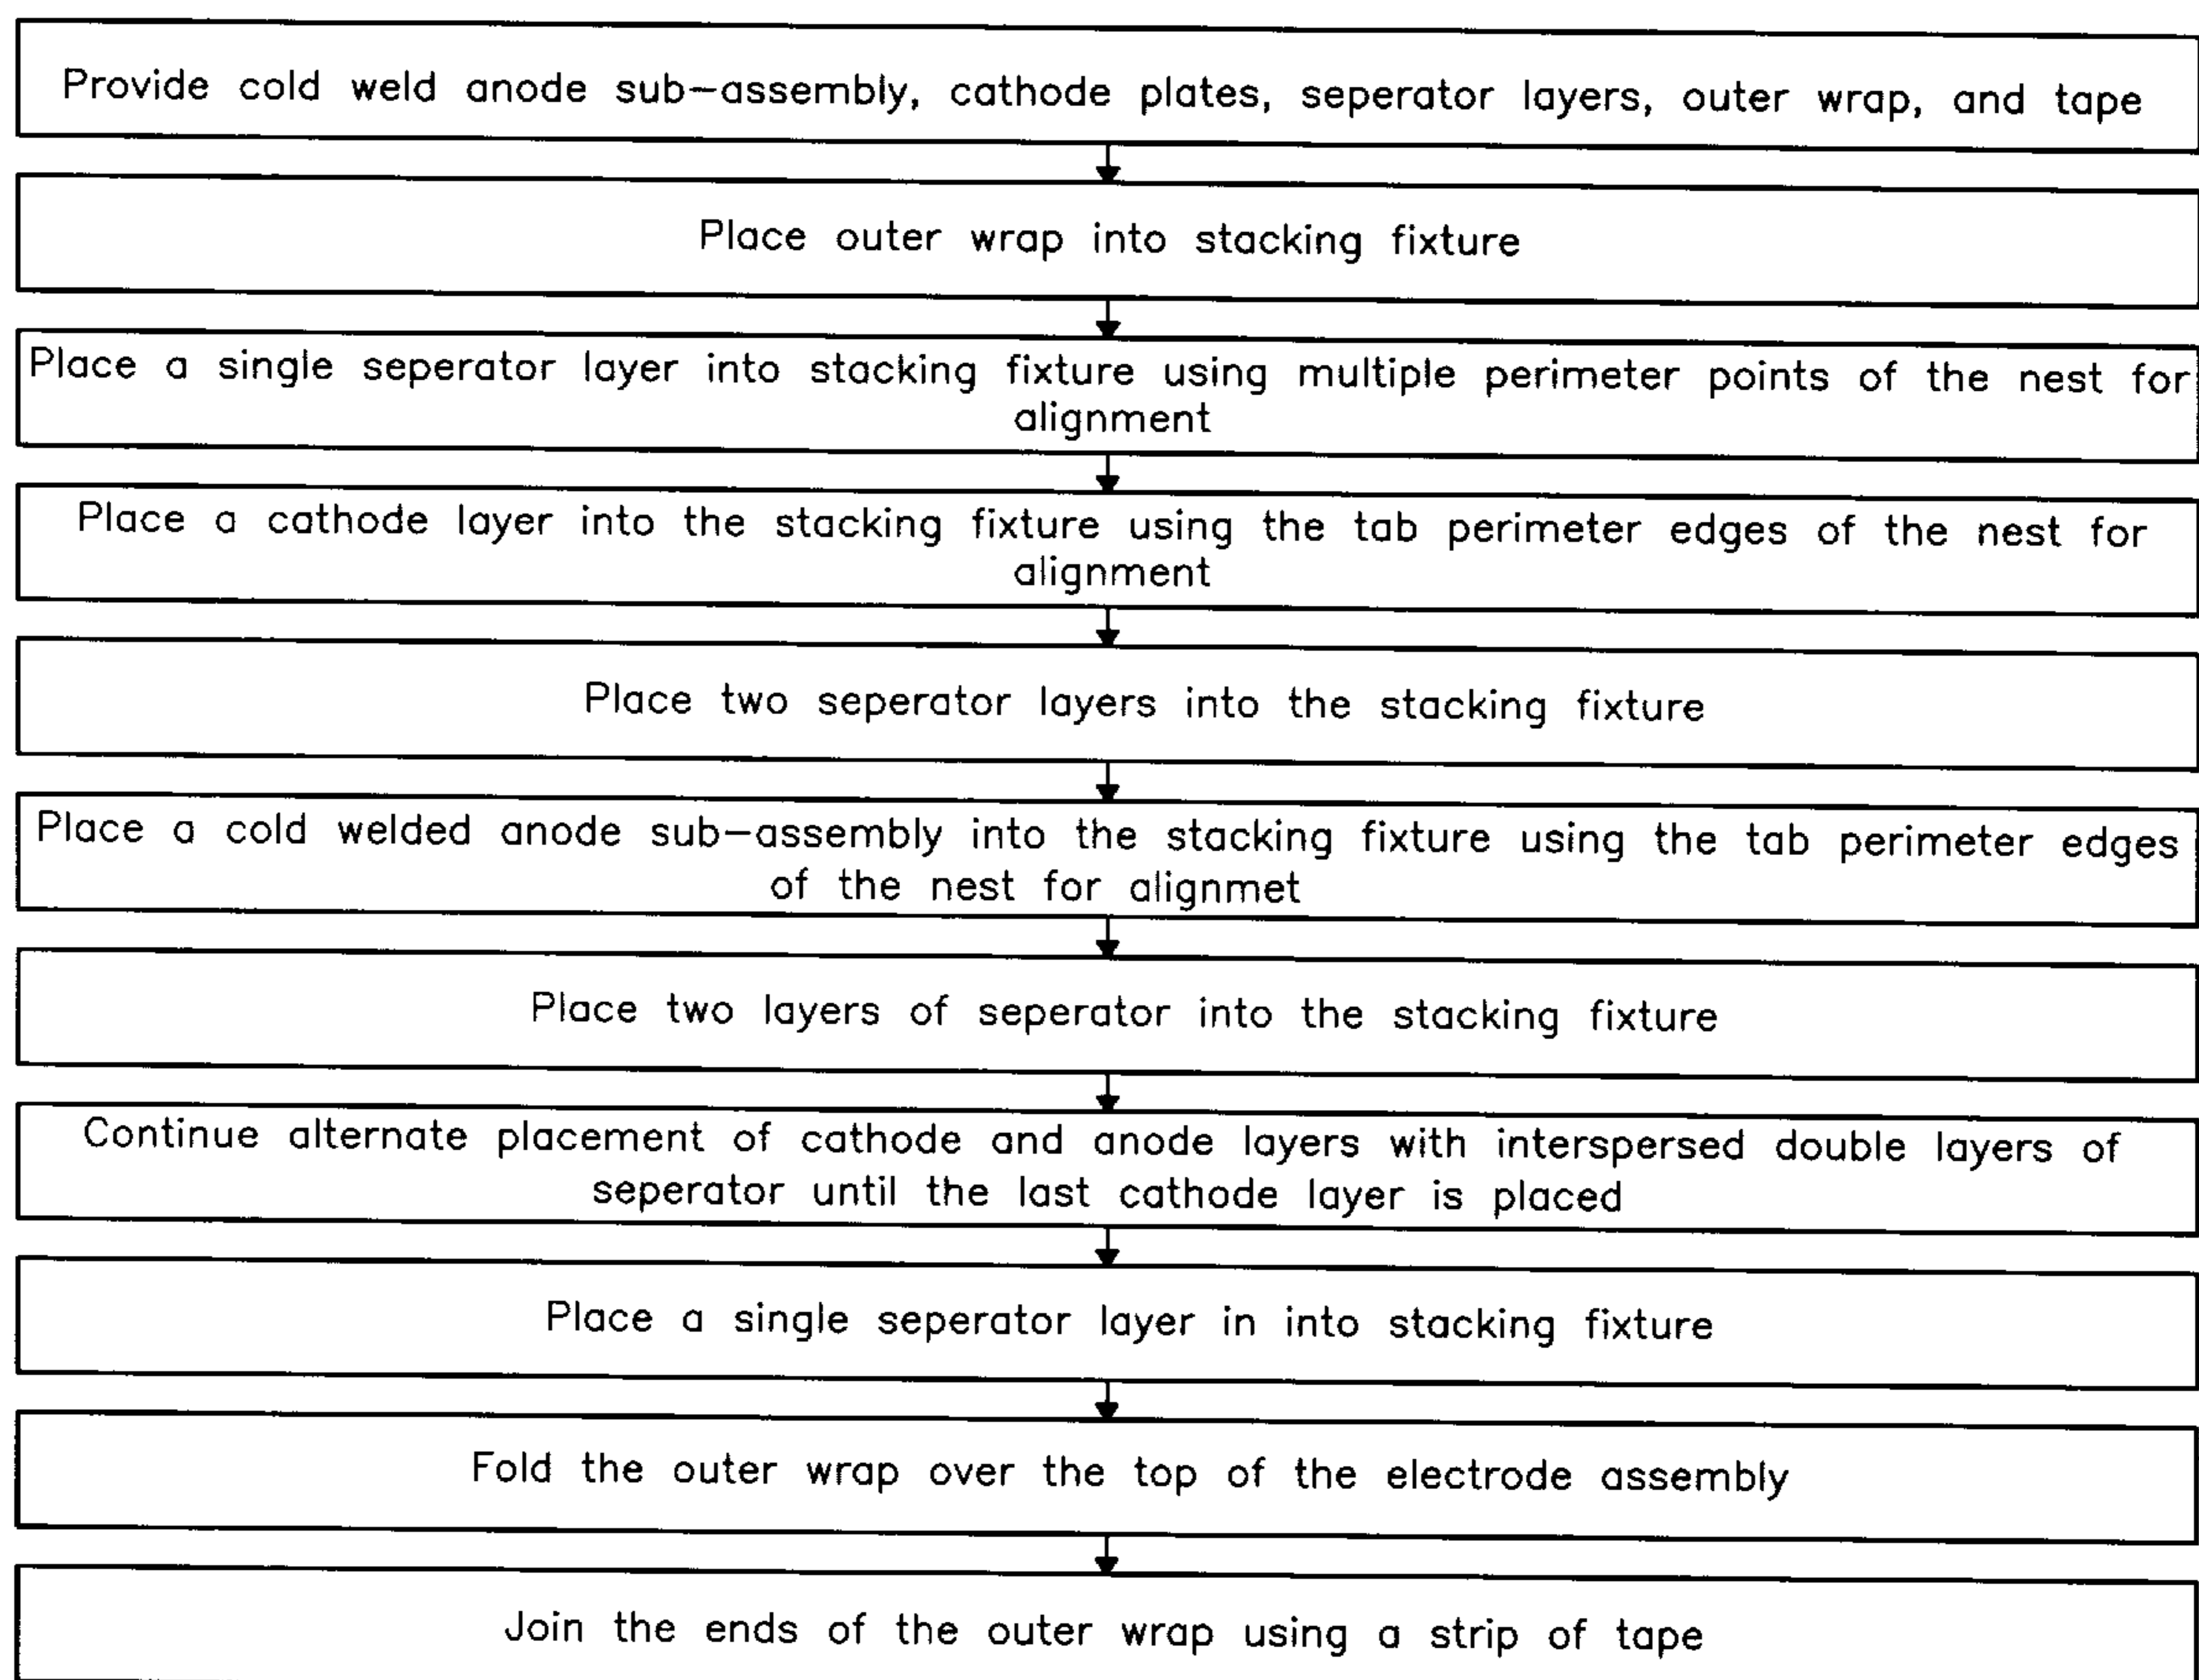 Provide cold weld anode sub-assembly, cathode plates, seperator layers, outer wrap, and tape
Place outer wrap into stacking fixture
Place a single seperator layer into stacking fixture using multiple perimeter points of the nest for
alignment
Place a cathode layer into the stacking fixture using the tab perimeter edges of the nest for
alignment
Place two seperator layers into the stacking fixture
Place a cold welded anode sub-assembly into the stacking fixture using the tab perimeter edges
of the nest for alignmet
Place two layers of seperator into the stacking fixture
Continue alternate placement of cathode and anode layers with interspersed double layers of
seperator until the last cathode layer is placed
Place a single seperator layer in into stacking fixture
Fold the outer wrap over the top of the electrode assembly
Join the ends of the outer wrap using a strip of tape